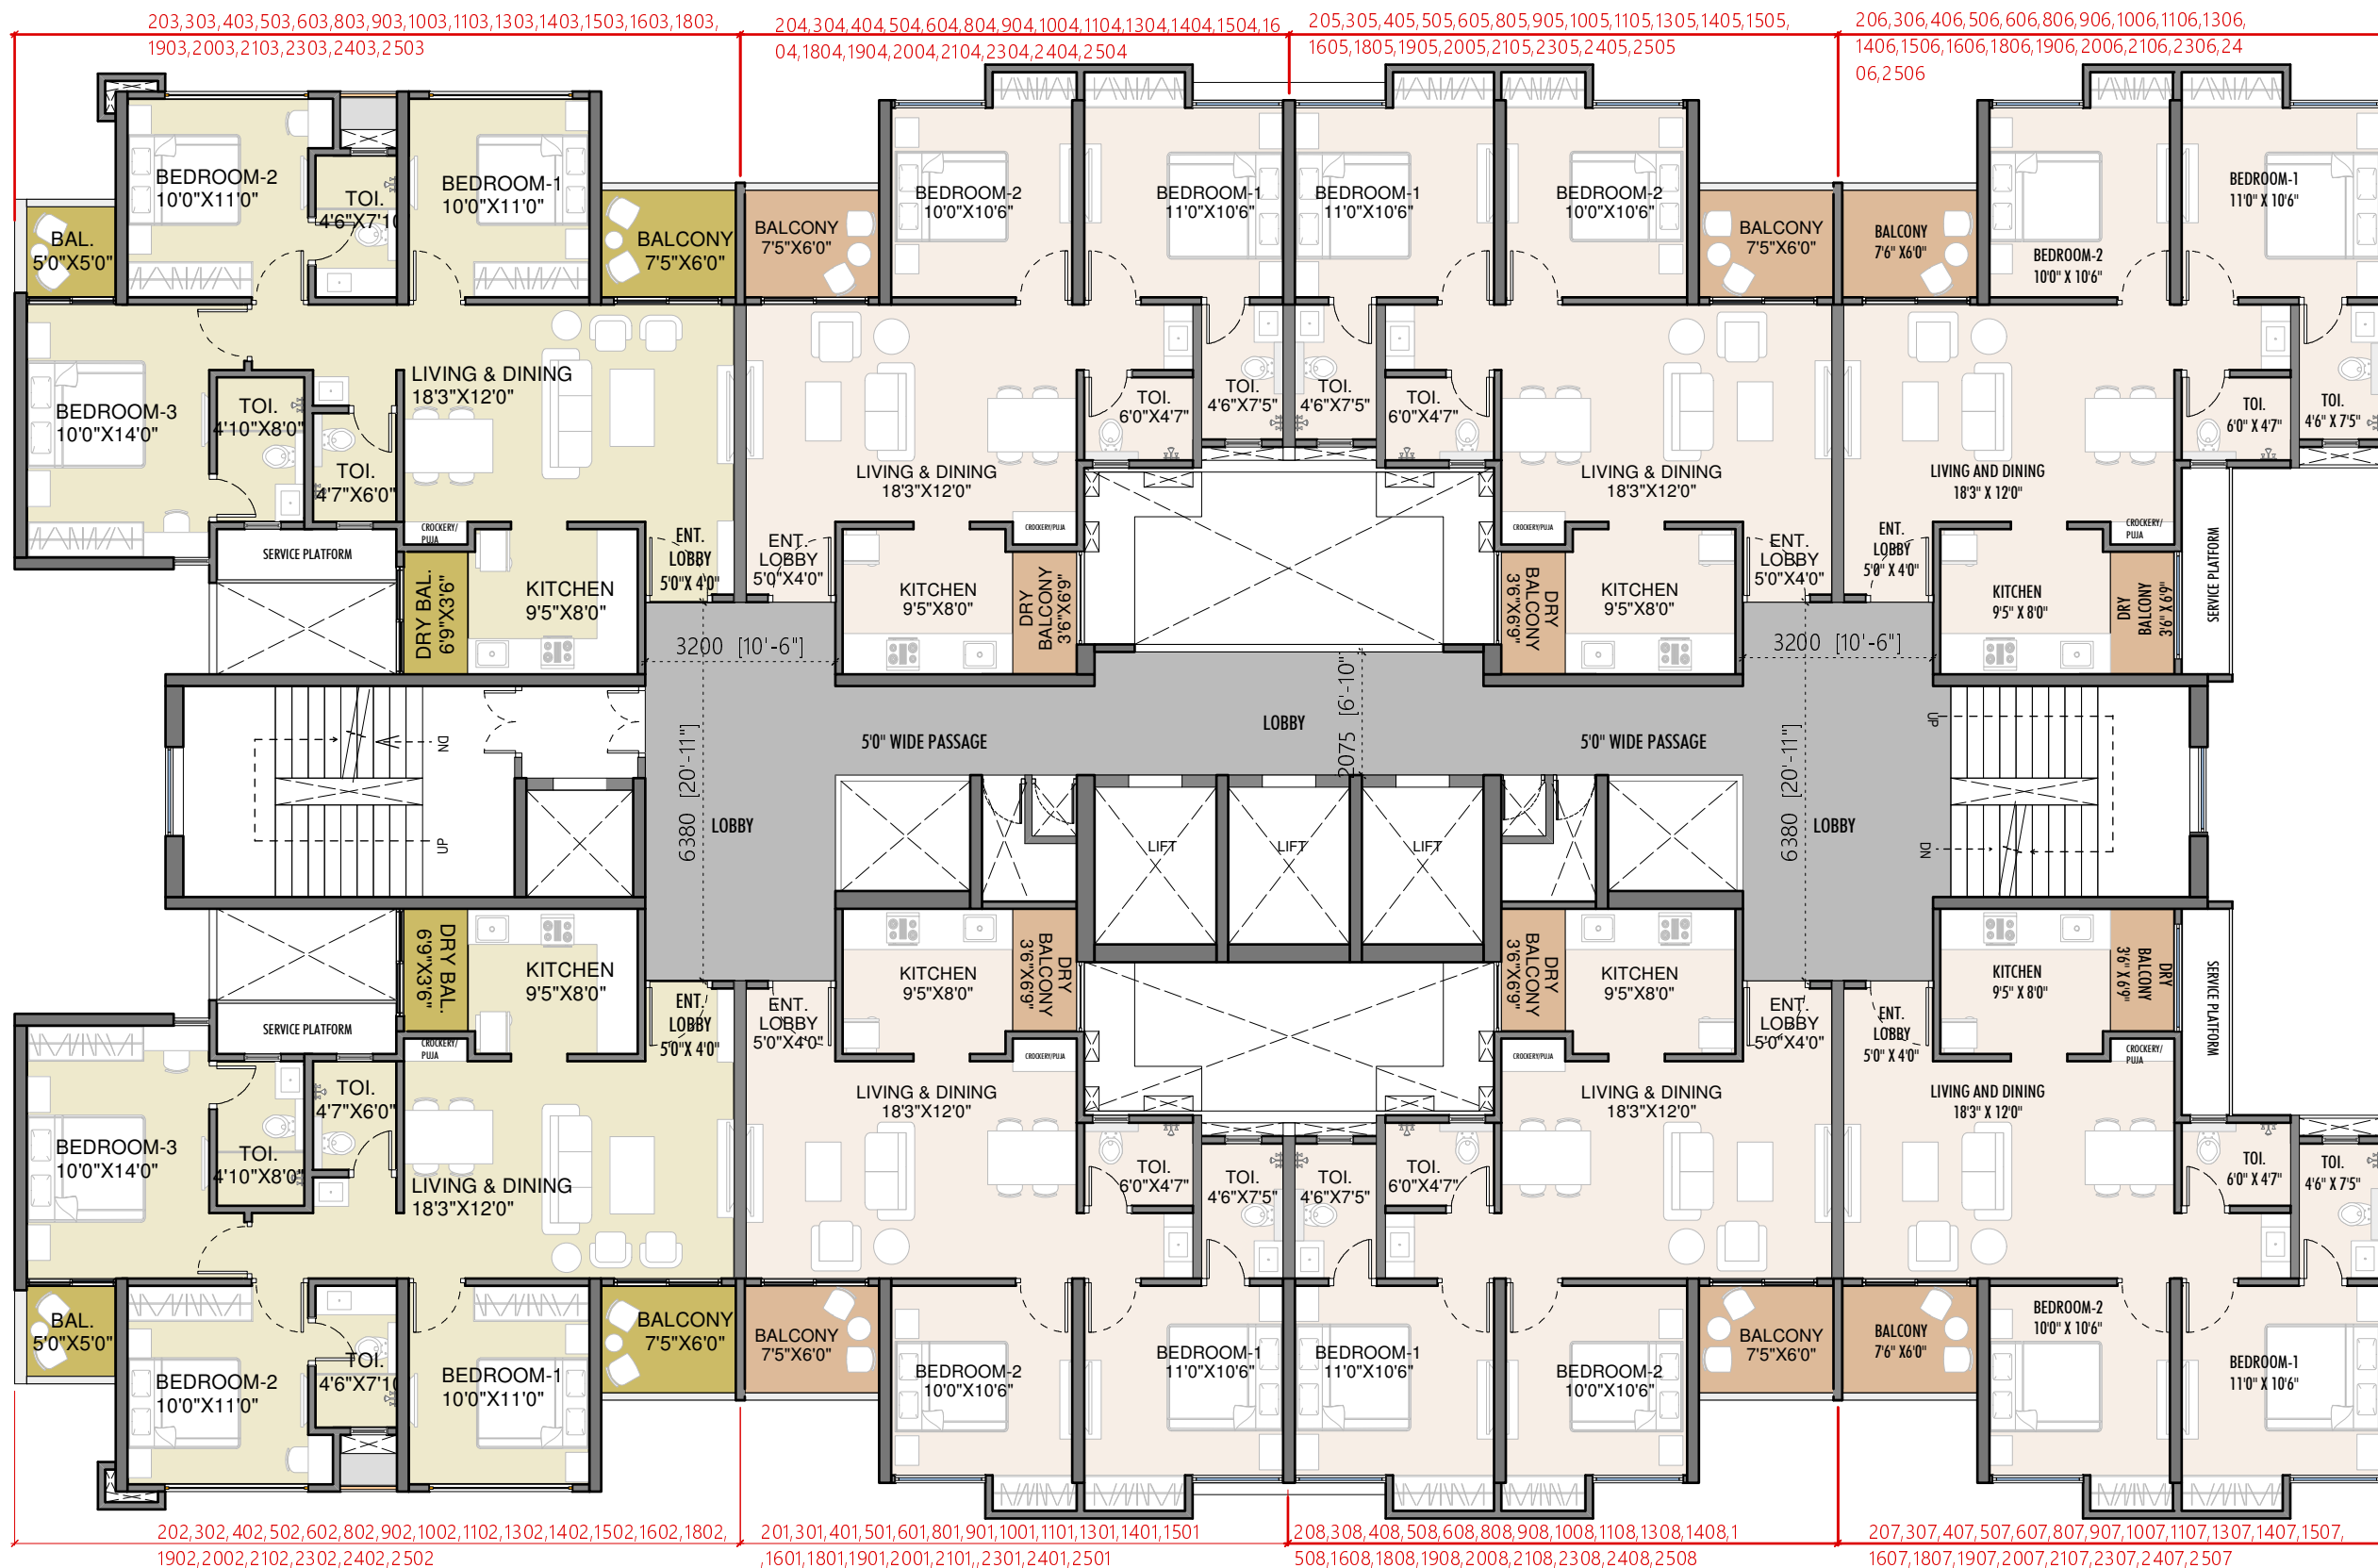 203,303,403,503,603,803,903,1003,1103,1303,1403,1503,1603,1803,
1903,2003,2103,2303,2403,2503
204,304,404,504,604,804,904,1004,1104,1304,1404,1504,16
04,1804,1904,2004,2104,2304,2404,2504
205,305,405,505,605,805,905,1005,1105,1305,1405,1505,
1605,1805,1905,2005,2105,2305,2405,2505
206,306,406,506,606,806,906,1006,1106,1306,
1406,1506,1606,1806,1906,2006,2106,2306,24
06,2506
BEDROOM-2
10'0"X11'0"
TOI.
4'6"X7'10
BEDROOM-1
10'0"X11'0"
BAL.
5'0"X5'0"
BALCONY
7'5"X6'0"
BALCONY
7'5"X6'0"
BEDROOM-2
10'0"X10'6"
BEDROOM-1
11'0"X10'6"
BEDROOM-1
11'0"X10'6"
BEDROOM-2
10'0"X10'6"
BALCONY
7'5"X6'0"
BALCONY
7'6" X6'0"
BEDROOM-2
10'0" X 10'6"
BEDROOM-1
11'0" X 10'6"
BEDROOM-3
10'0"X14'0"
TOI.
4'10"X8'0"
TOI.
4'7"X6'0"
LIVING & DINING
18'3"X12'0"
LIVING & DINING
18'3"X12'0"
TOI.
6'0"X4'7"
TOI.
4'6"X7'5"
TOI.
4'6"X7'5"
TOI.
6'0"X4'7"
LIVING & DINING
18'3"X12'0"
LIVING AND DINING
18'3" X 12'0"
TOI.
6'0" X 4'7"
TOI.
4'6" X 7'5"
SERVICE PLATFORM
CROCKERY/
PUJA
DRY BAL.
6'9"X3'6"
KITCHEN
9'5"X8'0"
ENT.
LOBBY
5'0"X 4'0"
ENT.
LOBBY
5'0"X4'0"
KITCHEN
9'5"X8'0"
CROCKERY/PUJA
DRY
BALCONY
3'6"X6'9"
CROCKERY/PUJA
DRY
BALCONY
3'6"X6'9"
KITCHEN
9'5"X8'0"
ENT.
LOBBY
5'0"X4'0"
ENT.
LOBBY
5'0"X 4'0"
KITCHEN
9'5" X 8'0"
CROCKERY/
PUJA
DRY
BALCONY
3'6" X 6'9"
SERVICE PLATFORM
3200 [10'-6"]
3200 [10'-6"]
DN
UP
6380 [20'-11"]
LOBBY
5'0" WIDE PASSAGE
LOBBY
2075 [6'-10"]
5'0" WIDE PASSAGE
6380 [20'-11"]
LOBBY
UP
DN
LIFT
LIFT
LIFT
DRY BAL.
6'9"X3'6"
KITCHEN
9'5"X8'0"
SERVICE PLATFORM
CROCKERY/
PUJA
ENT.
LOBBY
5'0"X 4'0"
ENT.
LOBBY
5'0"X4'0"
KITCHEN
9'5"X8'0"
DRY
BALCONY
3'6"X6'9"
CROCKERY/PUJA
DRY
BALCONY
3'6"X6'9"
CROCKERY/PUJA
KITCHEN
9'5"X8'0"
ENT.
LOBBY
5'0"X4'0"
ENT.
LOBBY
5'0"X 4'0"
KITCHEN
9'5" X 8'0"
DRY
BALCONY
3'6" X 6'9"
CROCKERY/
PUJA
SERVICE PLATFORM
BEDROOM-3
10'0"X14'0"
TOI.
4'10"X8'0"
TOI.
4'7"X6'0"
LIVING & DINING
18'3"X12'0"
LIVING & DINING
18'3"X12'0"
TOI.
6'0"X4'7"
TOI.
4'6"X7'5"
TOI.
4'6"X7'5"
TOI.
6'0"X4'7"
LIVING & DINING
18'3"X12'0"
LIVING AND DINING
18'3" X 12'0"
TOI.
6'0" X 4'7"
TOI.
4'6" X 7'5"
BAL.
5'0"X5'0"
BEDROOM-2
10'0"X11'0"
TOI.
4'6"X7'10
BEDROOM-1
10'0"X11'0"
BALCONY
7'5"X6'0"
BALCONY
7'5"X6'0"
BEDROOM-2
10'0"X10'6"
BEDROOM-1
11'0"X10'6"
BEDROOM-1
11'0"X10'6"
BEDROOM-2
10'0"X10'6"
BALCONY
7'5"X6'0"
BALCONY
7'6" X6'0"
BEDROOM-2
10'0" X 10'6"
BEDROOM-1
11'0" X 10'6"
202,302,402,502,602,802,902,1002,1102,1302,1402,1502,1602,1802,
1902,2002,2102,2302,2402,2502
201,301,401,501,601,801,901,1001,1101,1301,1401,1501
,1601,1801,1901,2001,2101,,2301,2401,2501
208,308,408,508,608,808,908,1008,1108,1308,1408,1
508,1608,1808,1908,2008,2108,2308,2408,2508
207,307,407,507,607,807,907,1007,1107,1307,1407,1507,
1607,1807,1907,2007,2107,2307,2407,2507